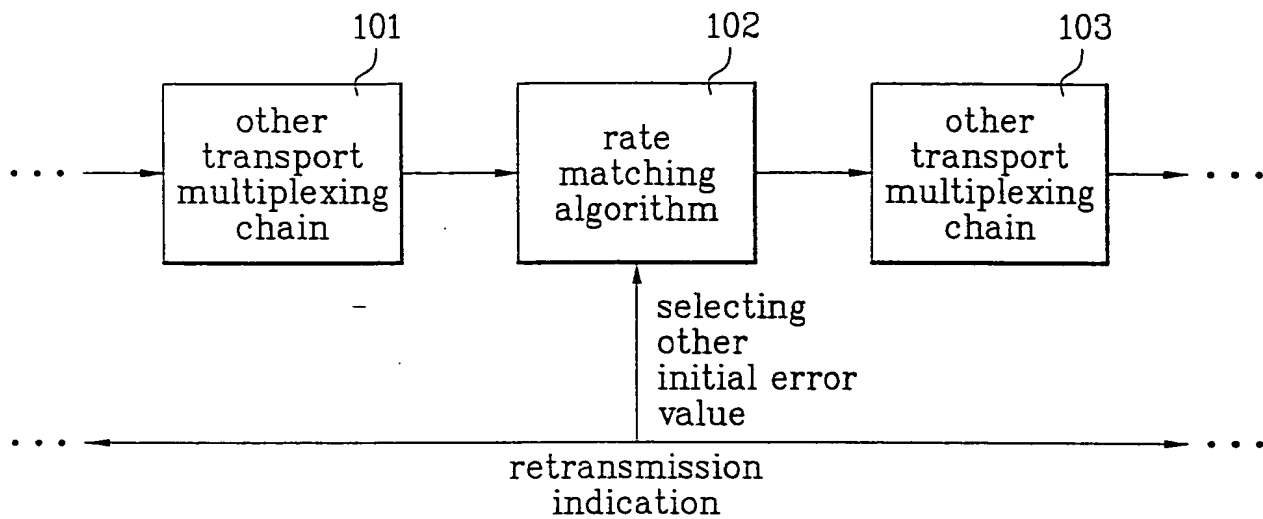 101
102
103
other
transport
multiplexing
chain
rate
matching
algorithm
other
transport
multiplexing
chain
selecting
other
initial error
value
retransmission
indication